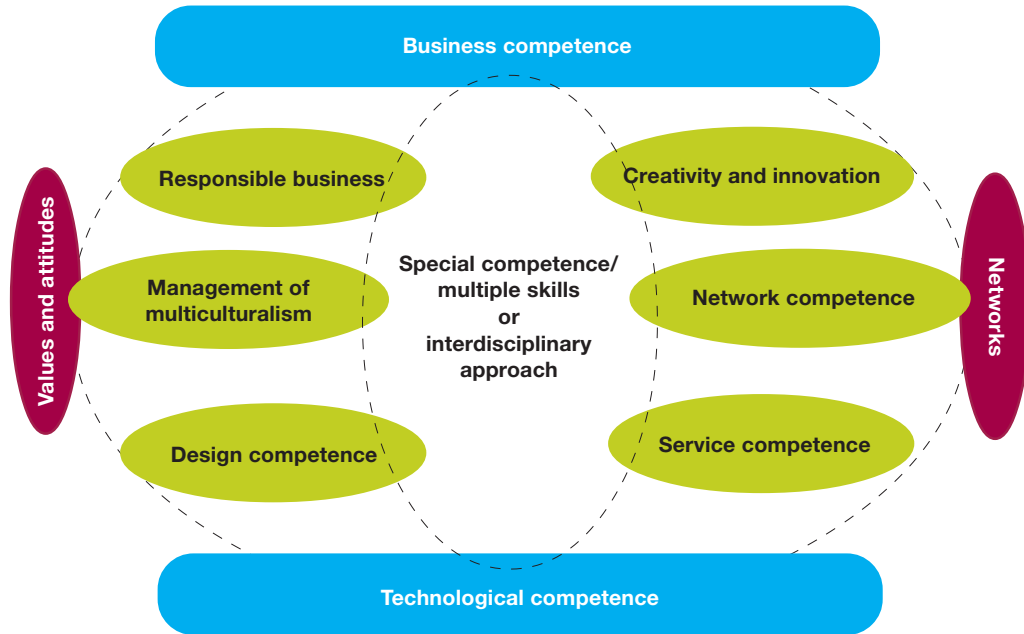 Business competence
Responsible business
Creativity and innovation
Values and attitudes
Management of
multiculturalism
Special competence/
multiple skills
or
interdisciplinary
approach
Network competence
Networks
Design competence
Service competence
Technological competence